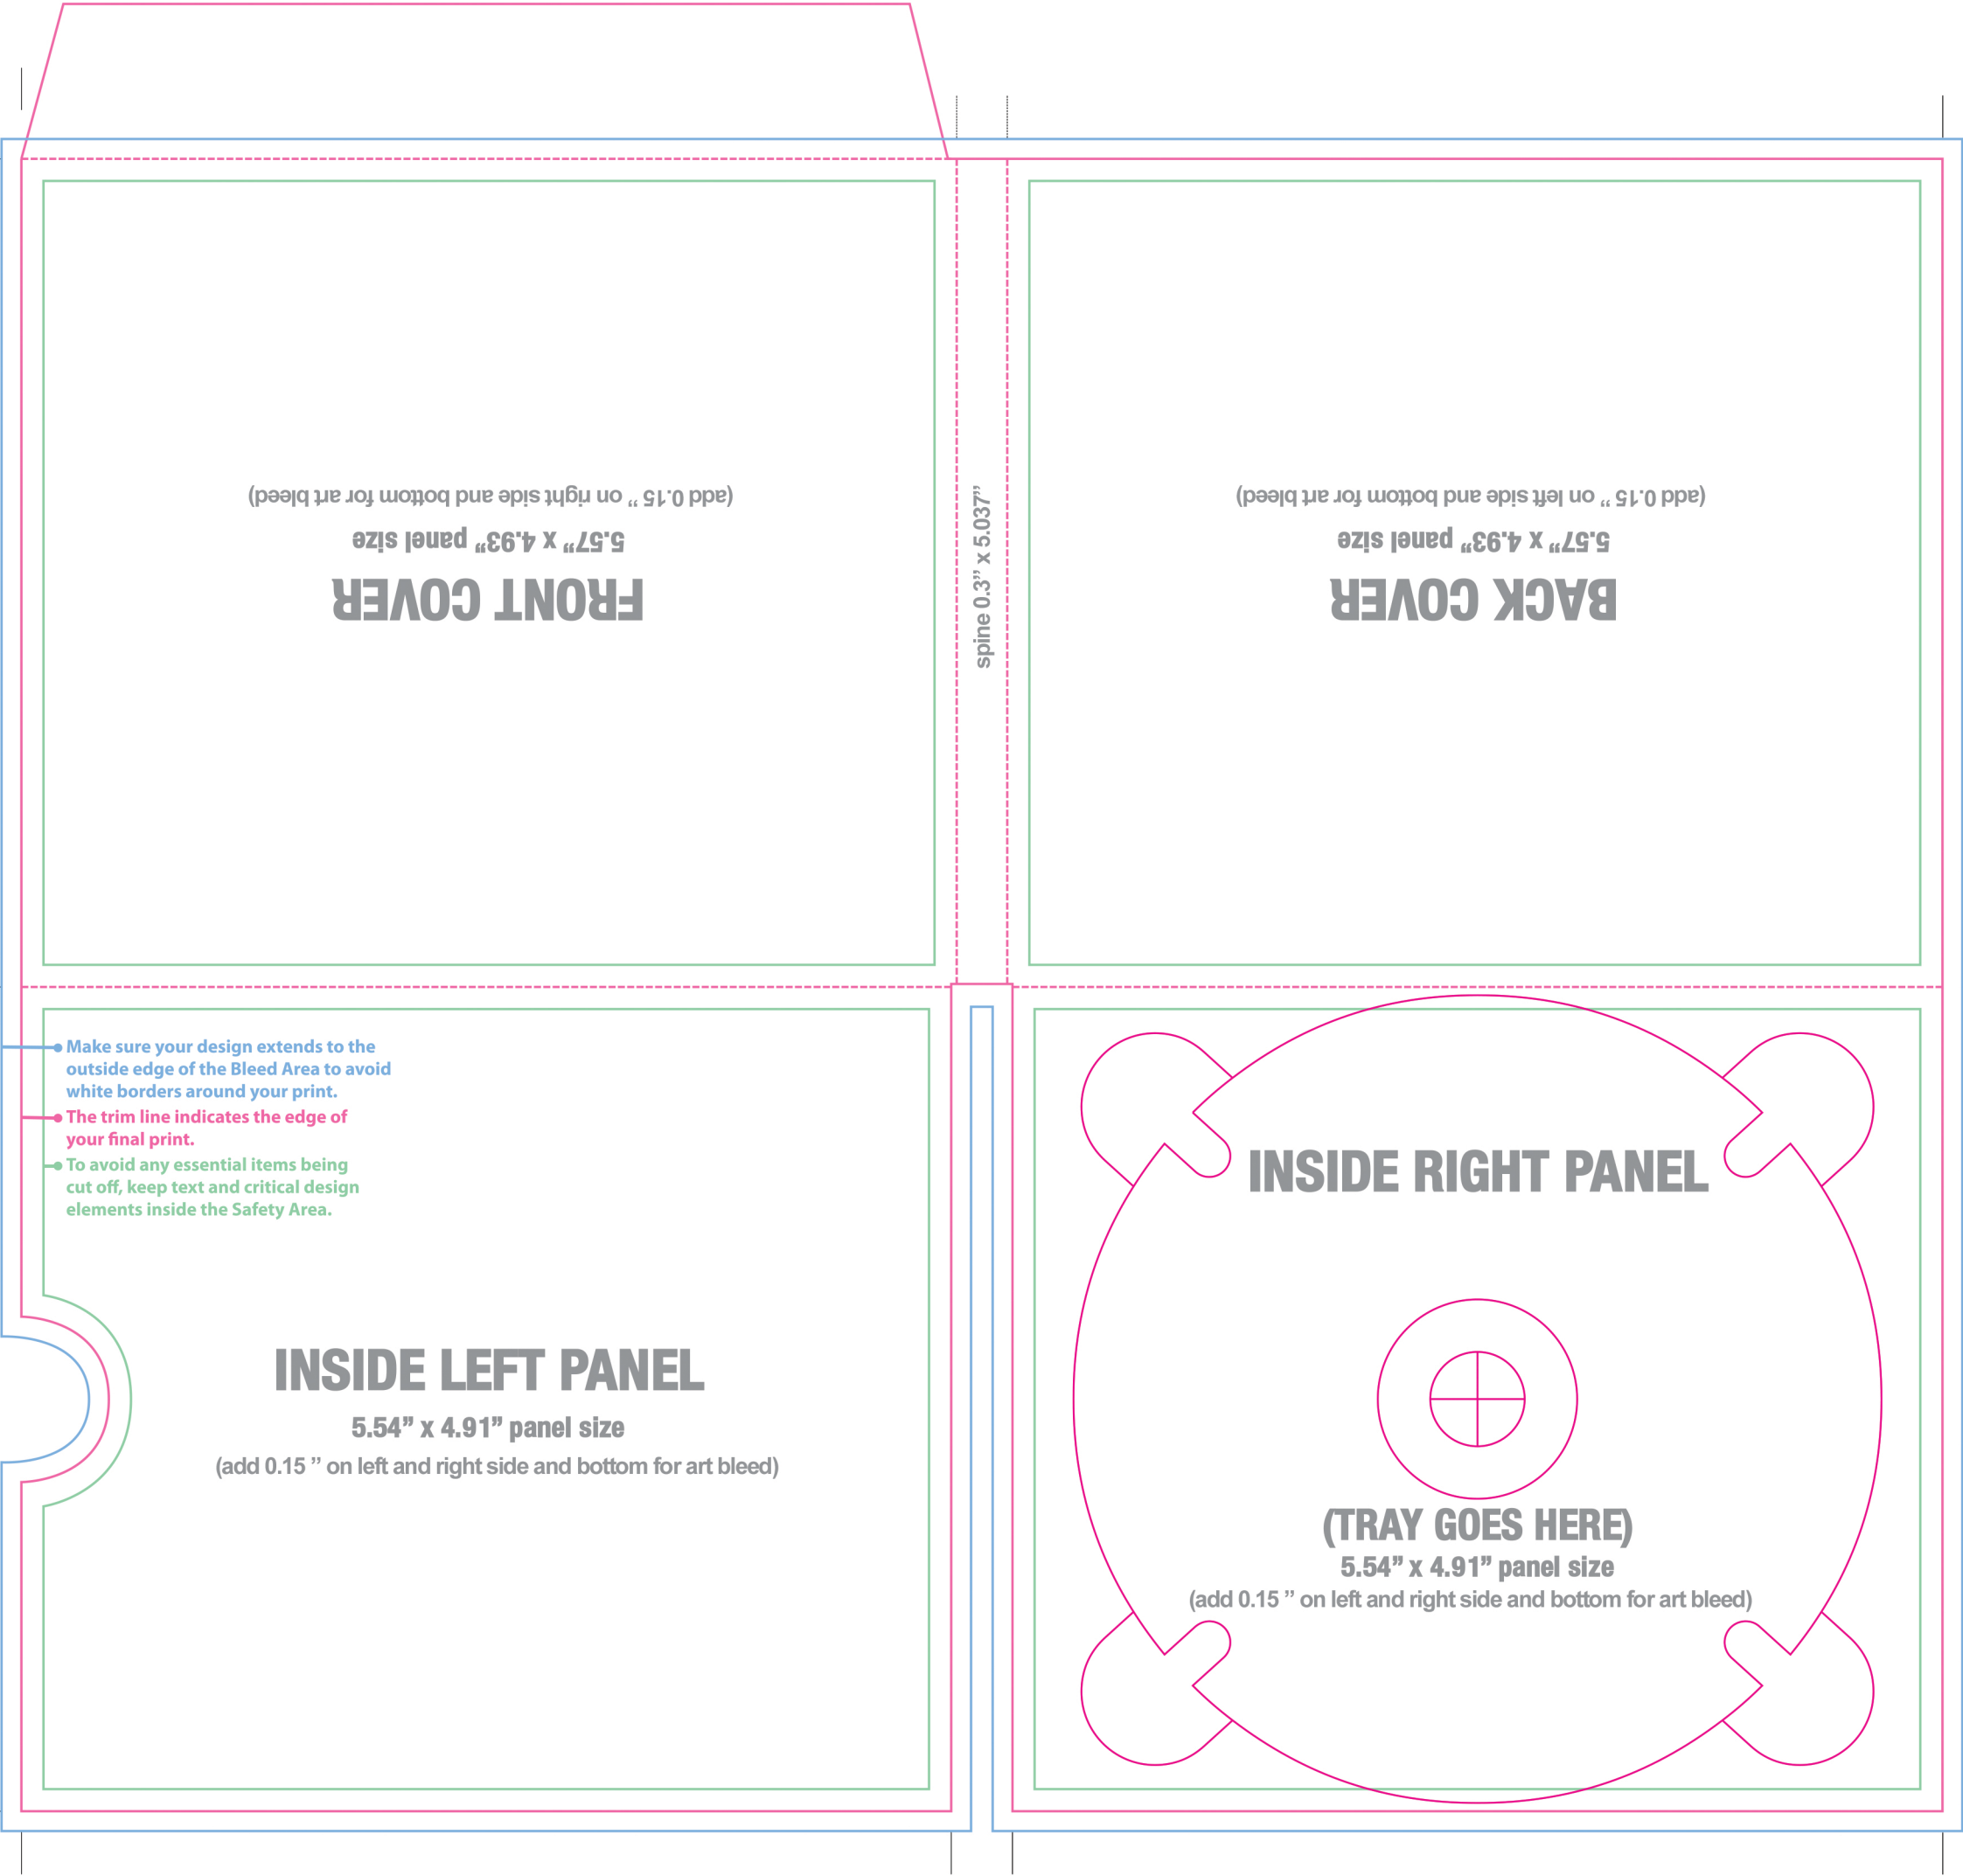 FRONT COVER
5.57” x 4.93” panel size
(add 0.15 ” on right side and bottom for art bleed)
spine 0.3” x 5.037”
BACK COVER
5.57” x 4.93” panel size
(add 0.15 ” on left side and bottom for art bleed)
Make sure your design extends to the
outside edge of the Bleed Area to avoid
white borders around your print.
The trim line indicates the edge of
your final print.
To avoid any essential items being
cut off, keep text and critical design
elements inside the Safety Area.
INSIDE LEFT PANEL
5.54” x 4.91” panel size
(add 0.15 ” on left and right side and bottom for art bleed)
INSIDE RIGHT PANEL
(TRAY GOES HERE)
5.54” x 4.91” panel size
(add 0.15 ” on left and right side and bottom for art bleed)